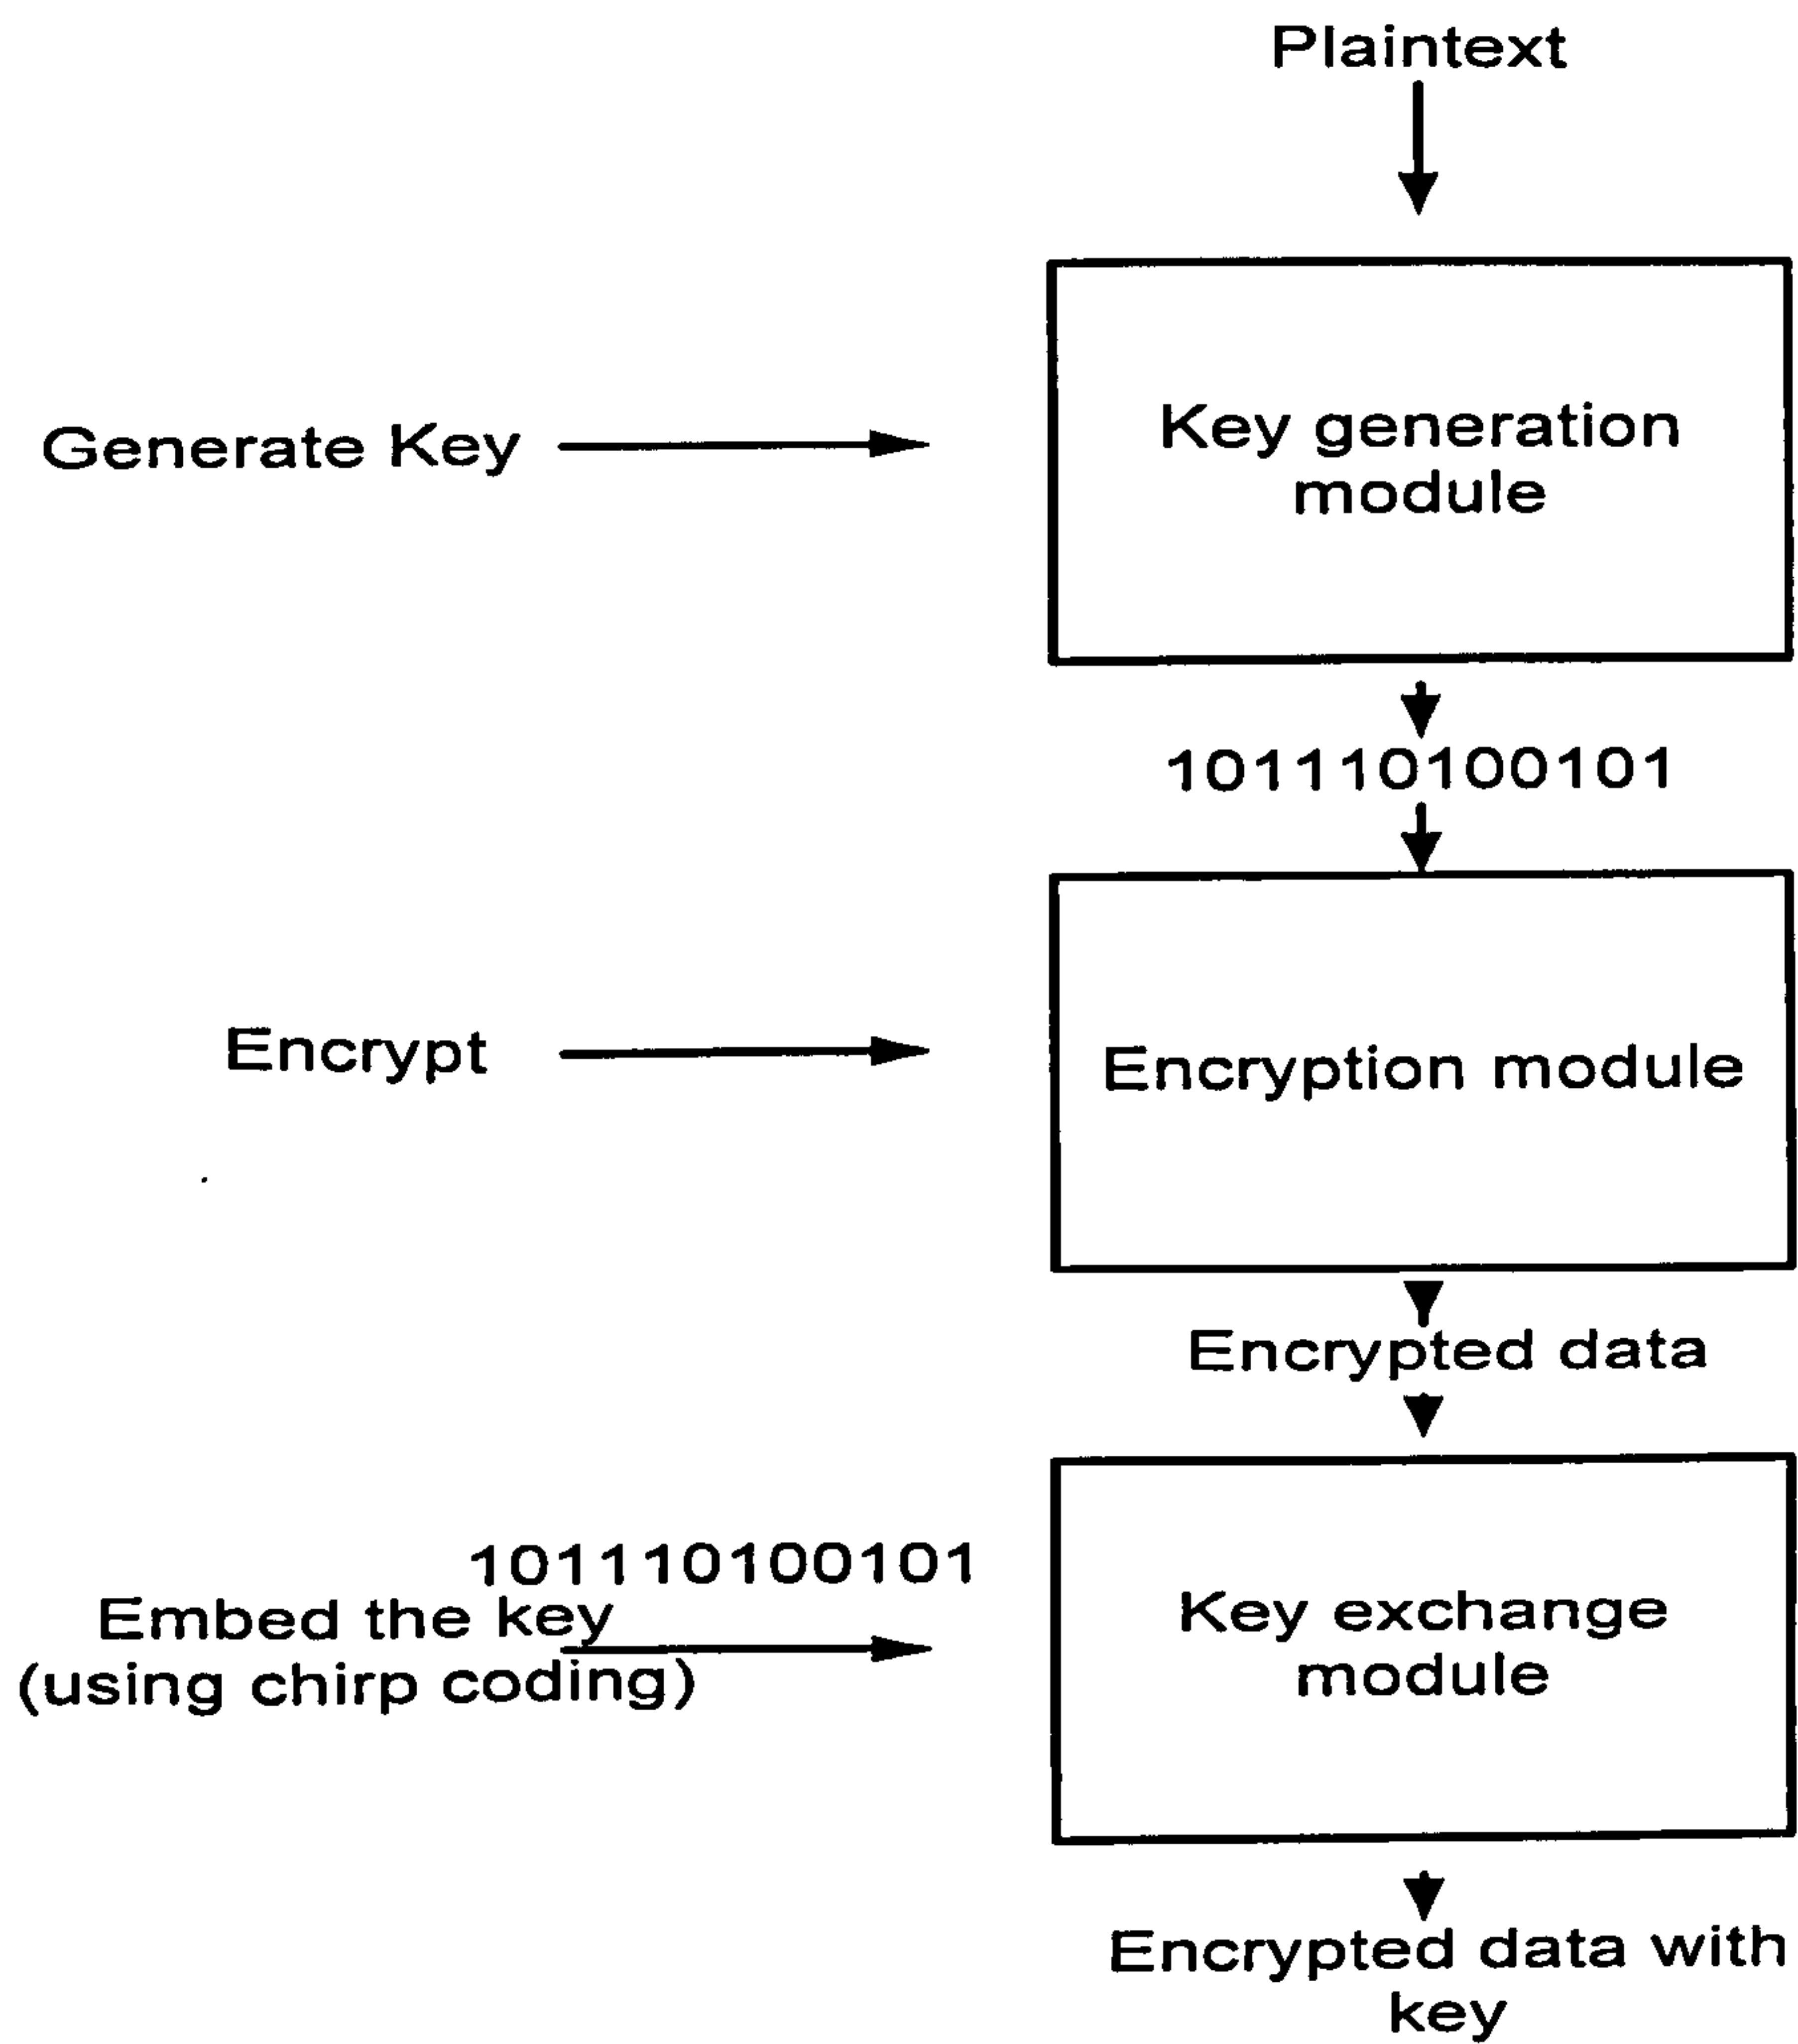 Plaintext
Generate Key
Key generation
module
101110100101
Encrypt
Encryption module
Encrypted data
101110100101
Embed the key
(using chirp coding)
Key exchange
module
Encrypted data with
key